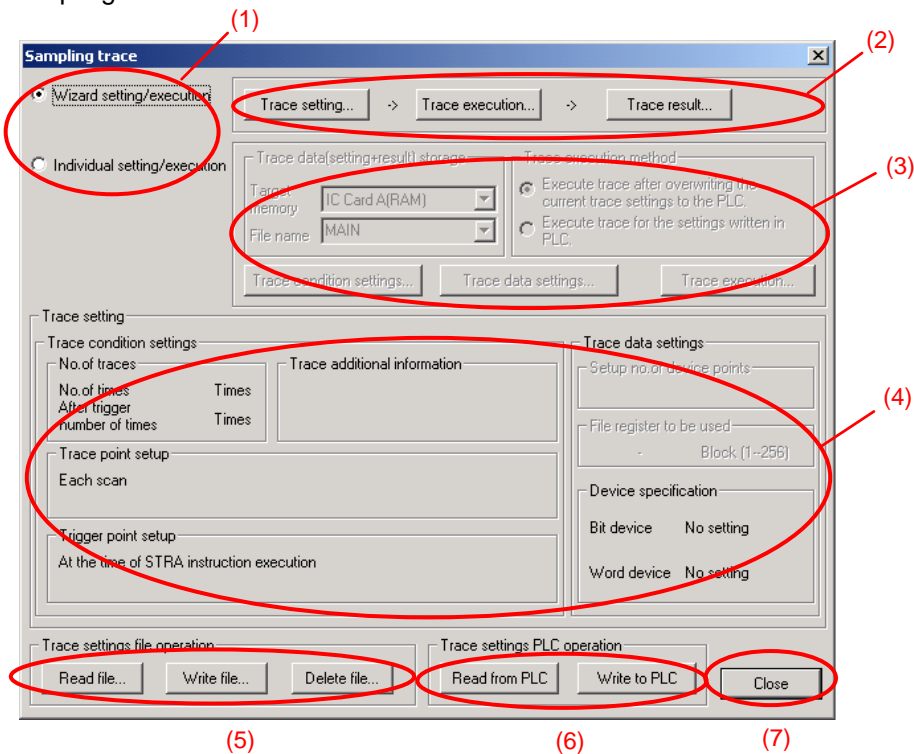 (1)
(2)
Sampling trace
Wizard setting/execution
Trace setting... -> Trace execution... -> Trace result...
Individual setting/execution
(3)
Trace data(setting+result) storage
Trace execution method
Target memory
IC Card A(RAM)
Execute trace after overwriting the
current trace settings to the PLC.
File name
MAIN
Execute trace for the settings written in
PLC.
Trace condition settings... Trace data settings... Trace execution...
Trace setting
Trace condition settings
Trace data settings
No.of traces
Trace additional information
Setup no.of device points
No.of times Times
After trigger
number of times Times
(4)
File register to be used
- Block (1--256)
Trace point setup
Each scan
Device specification
Bit device No setting
Trigger point setup
At the time of STRA instruction execution
Word device No setting
Trace settings file operation
Trace settings PLC operation
Read file... Write file... Delete file... Read from PLC Write to PLC Close
(5) (6) (7)